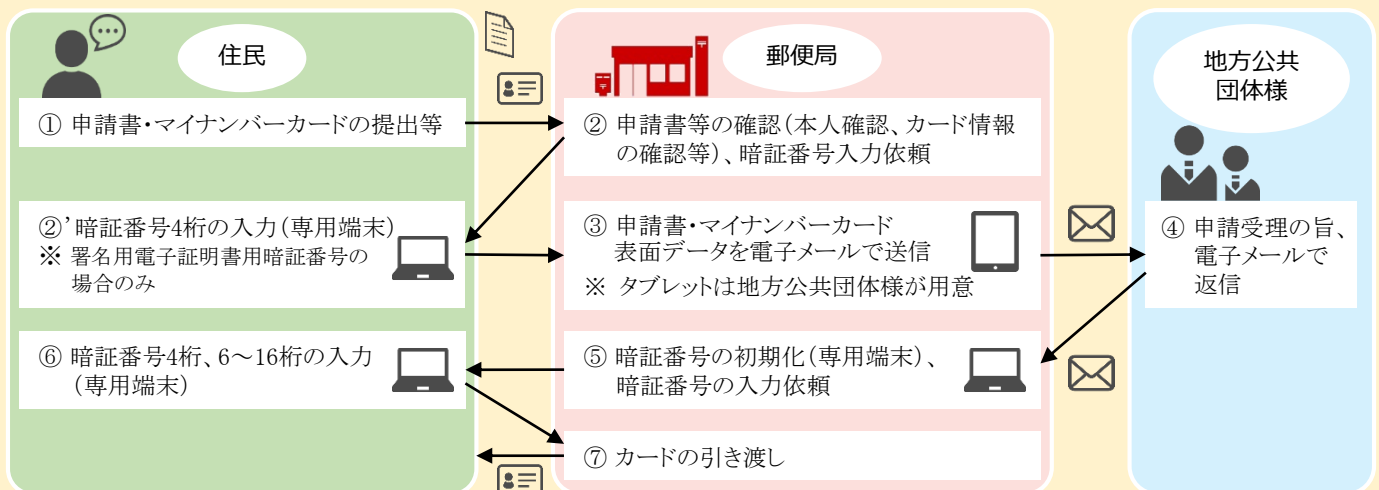 住民
郵便局
地方公共
団体様
① 申請書・マイナンバーカードの提出等
② 申請書等の確認（本人確認、カード情報
の確認等）、暗証番号入力依頼
②’暗証番号4桁の入力（専用端末）
※ 署名用電子証明書用暗証番号の
場合のみ
③ 申請書・マイナンバーカード
表面データを電子メールで送信
※ タブレットは地方公共団体様が用意
④ 申請受理の旨、
電子メールで
返信
⑤ 暗証番号の初期化（専用端末）、
暗証番号の入力依頼
⑥ 暗証番号4桁、6～16桁の入力
（専用端末）
⑦ カードの引き渡し